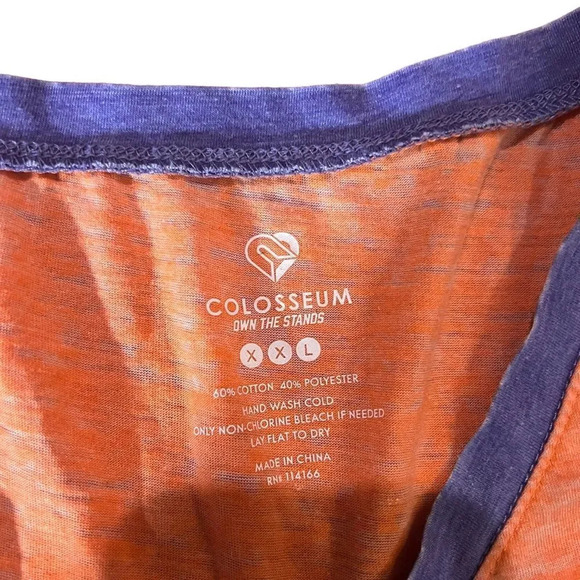 COLOSSEUM
OWN THE STANDS
X X L
60% COTTON 40% POLYESTER
HAND WASH COLD
ONLY NON-CHLORINE BLEACH IF NEEDED
LAY FLAT TO DRY
MADE IN CHINA
RN# 114166